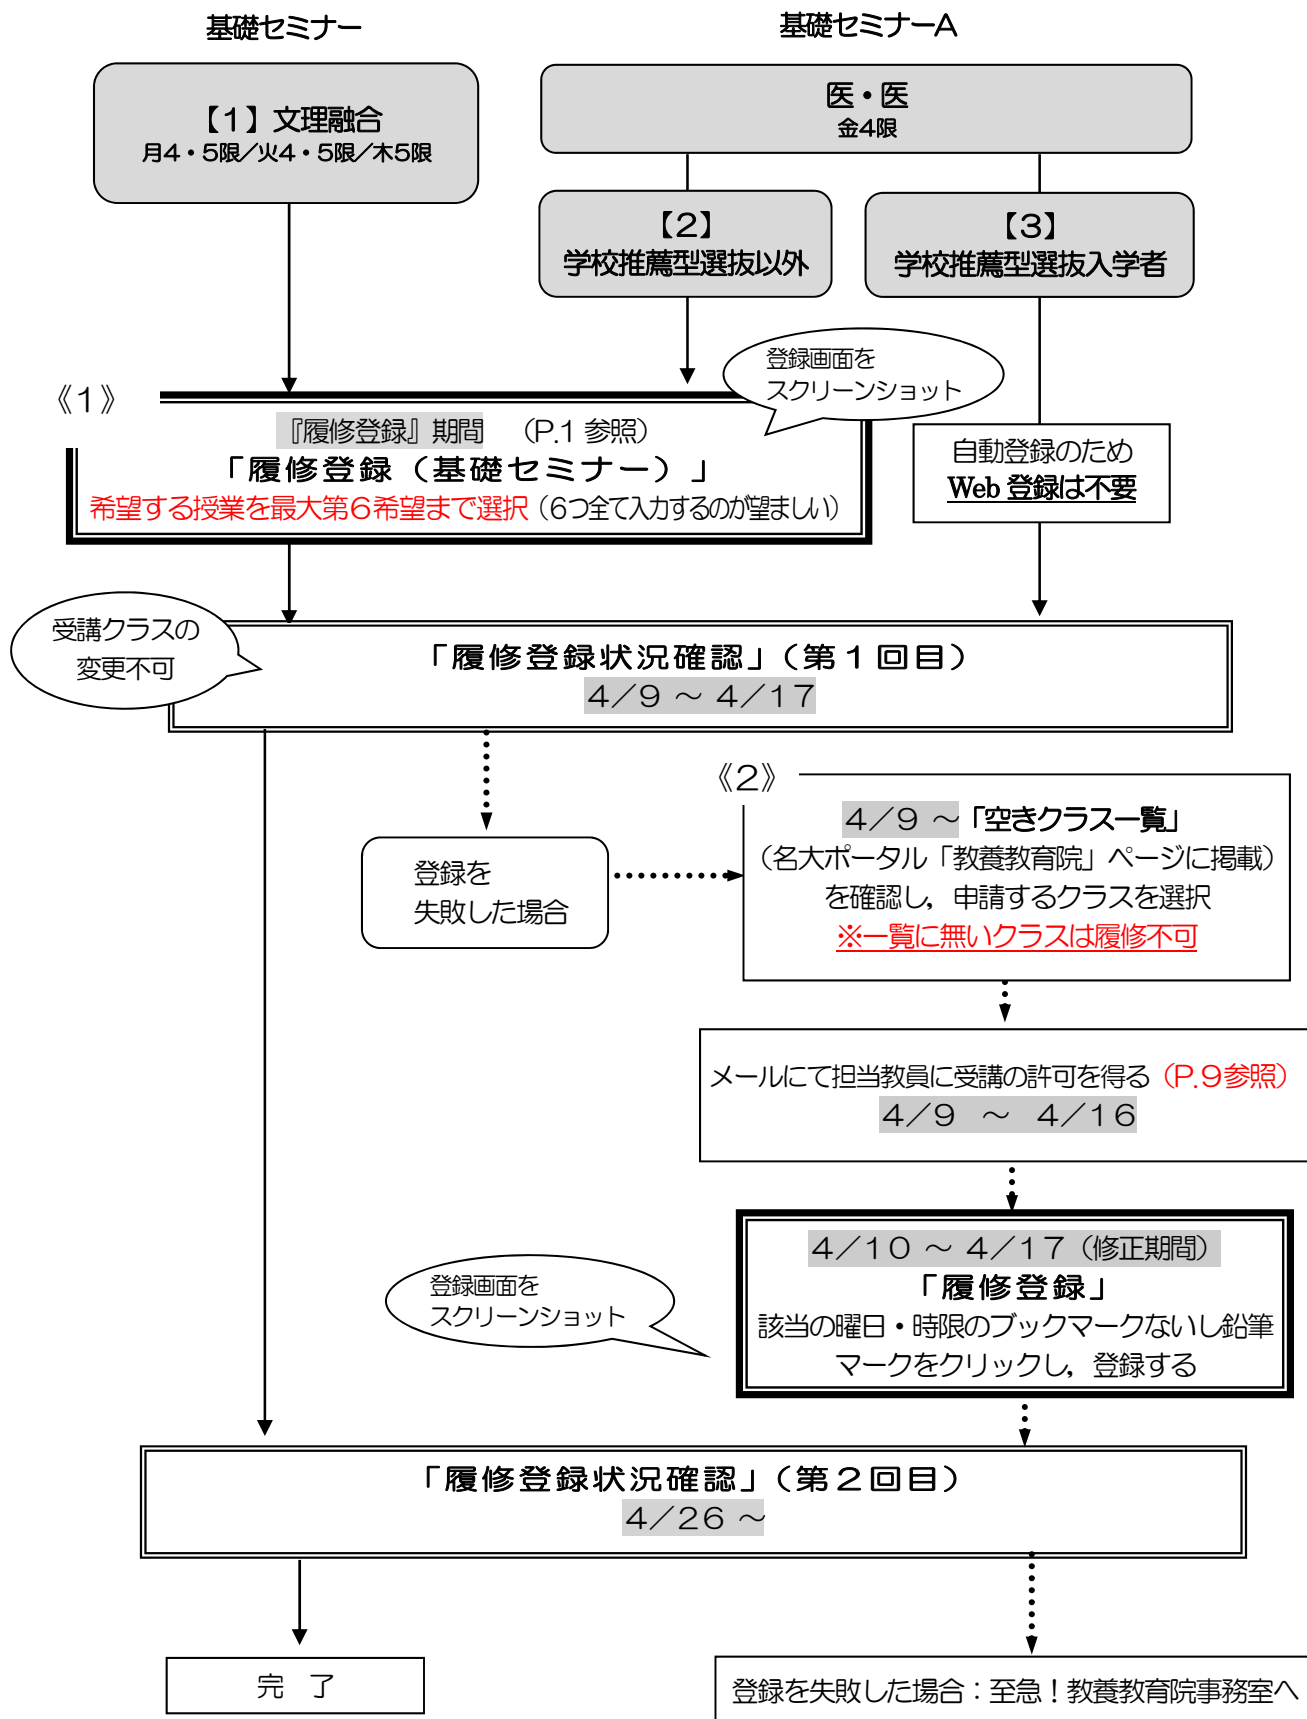 基礎セミナー
基礎セミナーA
【１】文理融合
月４・５限／火４・５限／木５限
医・医
金４限
【２】
学校推薦型選抜以外
【３】
学校推薦型選抜入学者
登録画面を
スクリーンショット
《１》
『履修登録』期間　（P.１参照）
「履修登録（基礎セミナー）」
希望する授業を最大第６希望まで選択（６つ全て入力するのが望ましい）
自動登録のため
Web 登録は不要
受講クラスの
変更不可
「履修登録状況確認」（第１回目）
４／９ ～ ４／１７
登録を
失敗した場合
《２》
４／９ ～「空きクラス一覧」
（名大ポータル「教養教育院」ページに掲載）
を確認し，申請するクラスを選択
※一覧に無いクラスは履修不可
メールにて担当教員に受講の許可を得る（P.９参照）
４／９　～　４／１６
４／１０ ～ ４／１７（修正期間）
「履修登録」
該当の曜日・時限のブックマークないし鉛筆
マークをクリックし，登録する
登録画面を
スクリーンショット
「履修登録状況確認」（第２回目）
４／２６ ～
完　了
登録を失敗した場合：至急！教養教育院事務室へ